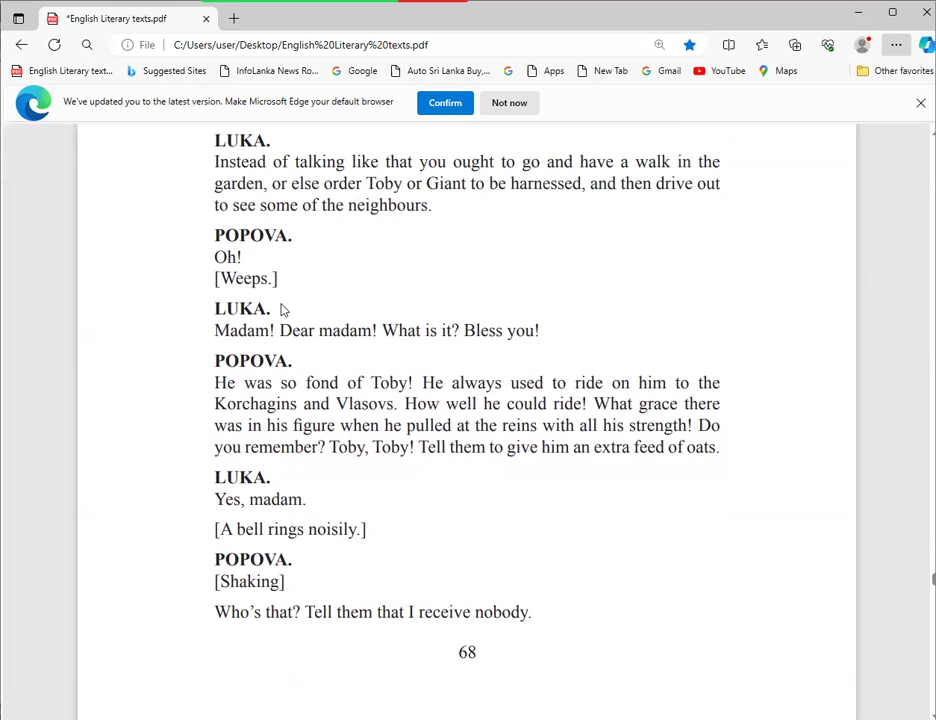 *English Literary texts.pdf
File
C:/Users/user/Desktop/English%20Literary%20texts.pdf
English Literary text...
Suggested Sites
InfoLanka News Ro...
Google
Auto Sri Lanka Buy,...
Apps
New Tab
Gmail
YouTube
Maps
Other favorites
We've updated you to the latest version. Make Microsoft Edge your default browser
Confirm
Not now
LUKA.
Instead of talking like that you ought to go and have a walk in the
garden, or else order Toby or Giant to be harnessed, and then drive out
to see some of the neighbours.
POPOVA.
Oh!
[Weeps.]
LUKA.
Madam! Dear madam! What is it? Bless you!
POPOVA.
He was so fond of Toby! He always used to ride on him to the
Korchagins and Vlasovs. How well he could ride! What grace there
was in his figure when he pulled at the reins with all his strength! Do
you remember? Toby, Toby! Tell them to give him an extra feed of oats.
LUKA.
Yes, madam.
[A bell rings noisily.]
POPOVA.
[Shaking]
Who's that? Tell them that I receive nobody.
68